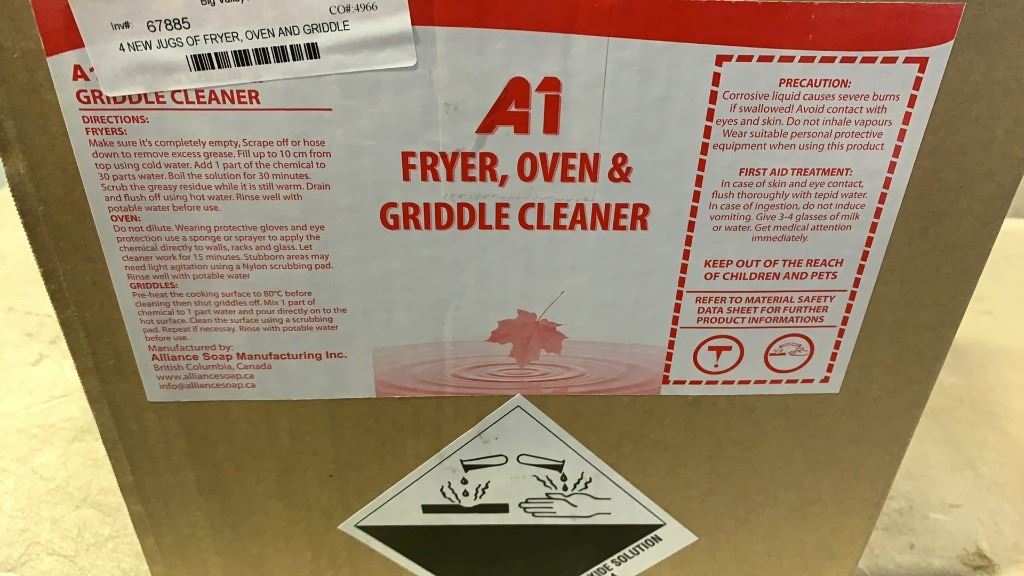 Big Valley
CO#:4966
Inv#: 67885
4 NEW JUGS OF FRYER, OVEN AND GRIDDLE
A1
GRIDDLE CLEANER
DIRECTIONS:
FRYERS:
Make sure it's completely empty, Scrape off or hose
down to remove excess grease. Fill up to 10 cm from
top using cold water. Add 1 part of the chemical to
30 parts water. Boil the solution for 30 minutes.
Scrub the greasy residue while it is still warm. Drain
and flush off using hot water. Rinse well with
potable water before use.
OVEN:
Do not dilute. Wearing protective gloves and eye
protection use a sponge or sprayer to apply the
chemical directly to walls, racks and glass. Let
cleaner work for 15 minutes. Stubborn areas may
need light agitation using a Nylon scrubbing pad.
Rinse well with potable water
GRIDDLES:
Pre-heat the cooking surface to 80°C before
cleaning then shut griddles off. Mix 1 part of
chemical to 1 part water and pour directly on to the
hot surface. Clean the surface using a scrubbing
pad. Repeat if necessay. Rinse with potable water
before use.
Manufactured by:
Alliance Soap Manufacturing Inc.
British Columbia, Canada
www.alliancesoap.ca
info@alliancesoap.ca
A1
FRYER, OVEN &
GRIDDLE CLEANER
PRECAUTION:
Corrosive liquid causes severe burns
if swallowed! Avoid contact with
eyes and skin. Do not inhale vapours
Wear suitable personal protective
equipment when using this product
FIRST AID TREATMENT:
In case of skin and eye contact,
flush thoroughly with tepid water.
In case of ingestion, do not induce
vomiting. Give 3-4 glasses of milk
or water. Get medical attention
immediately.
KEEP OUT OF THE REACH
OF CHILDREN AND PETS
REFER TO MATERIAL SAFETY
DATA SHEET FOR FURTHER
PRODUCT INFORMATIONS
XIDE SOLUTION